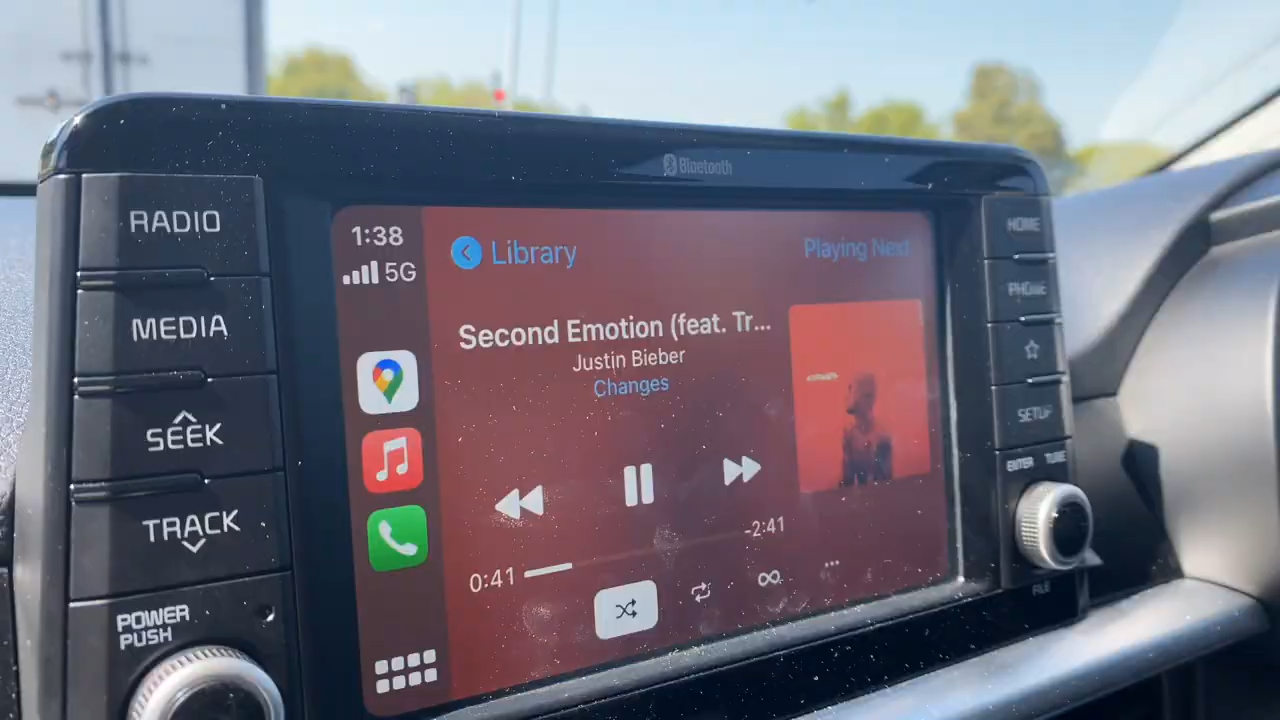 Bluetooth
RADIO
MEDIA
SEEK
TRACK
POWER
PUSH
1:38
5G
Library
Playing Next
Second Emotion (feat. Tr...
Justin Bieber
Changes
0:41
-2:41
HOME
PHONE
SETUP
ENTER TUNE
FILE